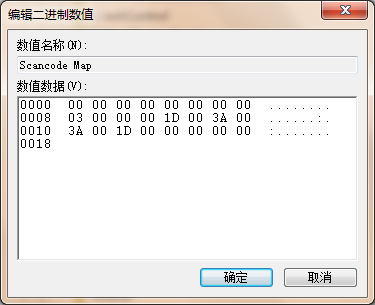 编辑二进制数值
数值名称(N):
Scancode Map
数值数据(V):
0000 00 00 00 00 00 00 00 00 ........
0008 03 00 00 00 1D 00 3A 00 ......:.
0010 3A 00 1D 00 00 00 00 00 :.......
0018
确定 取消